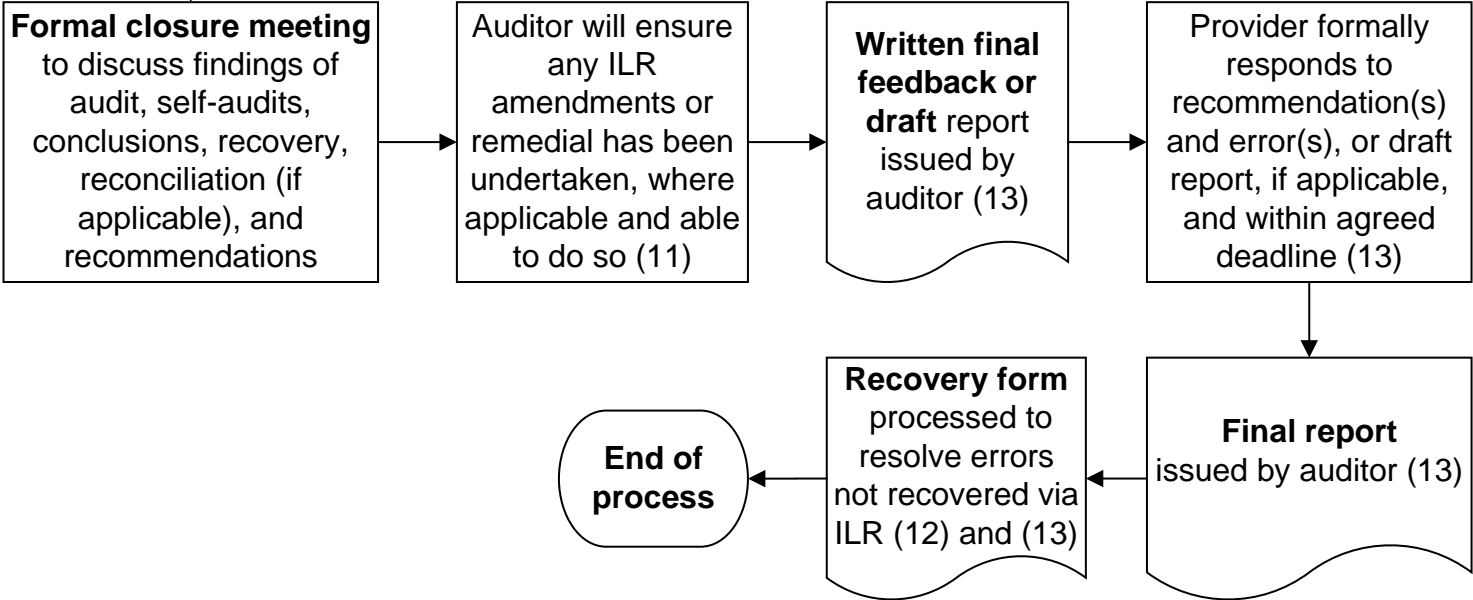 Formal closure meeting
to discuss findings of
audit, self-audits,
conclusions, recovery,
reconciliation (if
applicable), and
recommendations
Auditor will ensure
any ILR
amendments or
remedial has been
undertaken, where
applicable and able
to do so (11)
Written final
feedback or
draft report
issued by
auditor (13)
Provider formally
responds to
recommendation(s)
and error(s), or draft
report, if applicable,
and within agreed
deadline (13)
Final report
issued by auditor (13)
Recovery form
processed to
resolve errors
not recovered via
ILR (12) and (13)
End of
process